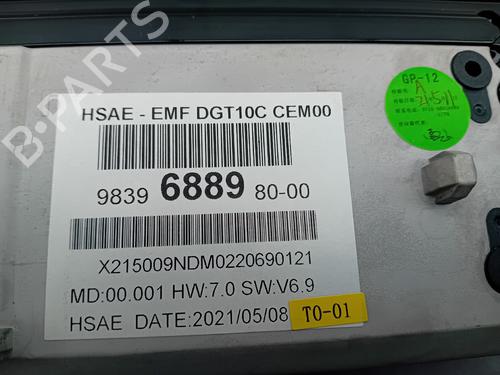 HSAE - EMF DGT10C CEM00
9839 6889 80-00
X215009NDM0220690121
MD:00.001 HW:7.0 SW:V6.9
HSAE DATE:2021/05/08
T0-01
GP-12
A
B-PARTS